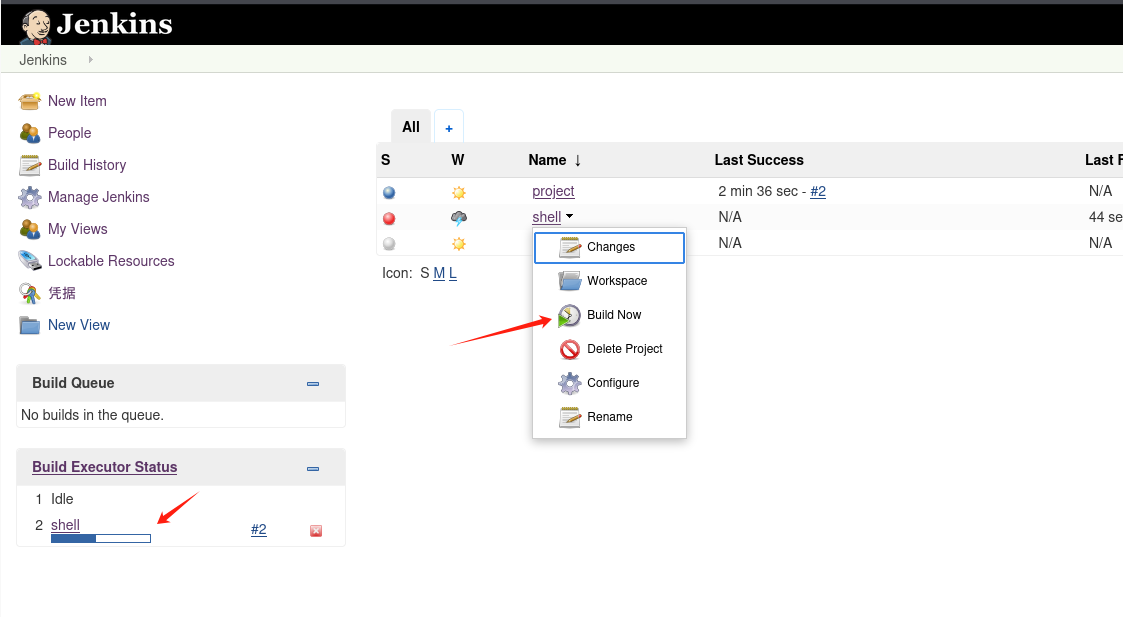 Jenkins
Jenkins
New Item
People
Build History
Manage Jenkins
My Views
Lockable Resources
凭据
New View
Build Queue
No builds in the queue.
Build Executor Status
1 Idle
2 shell #2
All +
S W Name ↓ Last Success Last F
project 2 min 36 sec - #2 N/A
shell N/A 44 se
N/A N/A
Icon: S M L
Changes
Workspace
Build Now
Delete Project
Configure
Rename